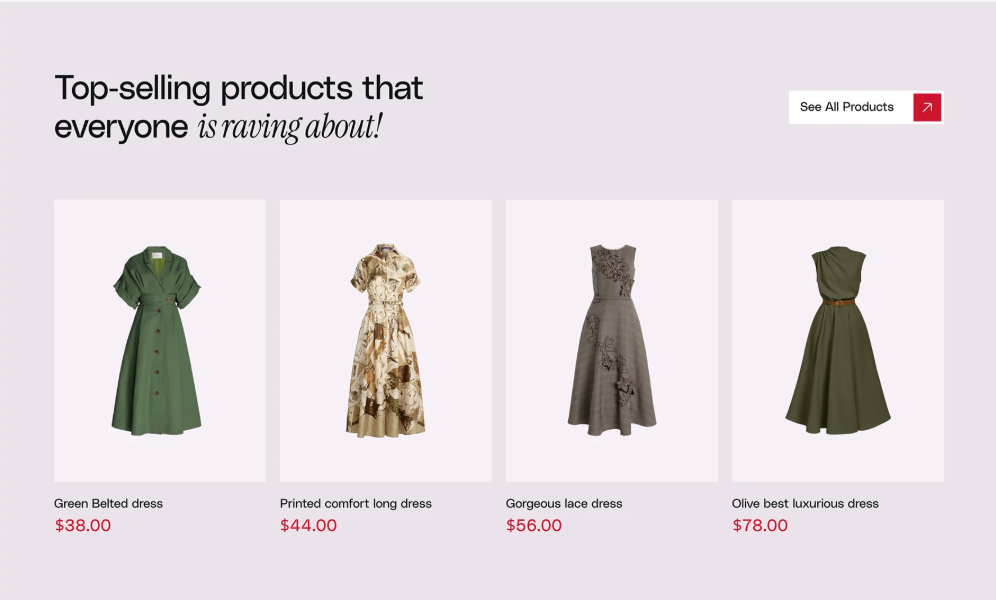 Top-selling products that
everyone is raving about!
See All Products
Green Belted dress
$38.00
Printed comfort long dress
$44.00
Gorgeous lace dress
$56.00
Olive best luxurious dress
$78.00